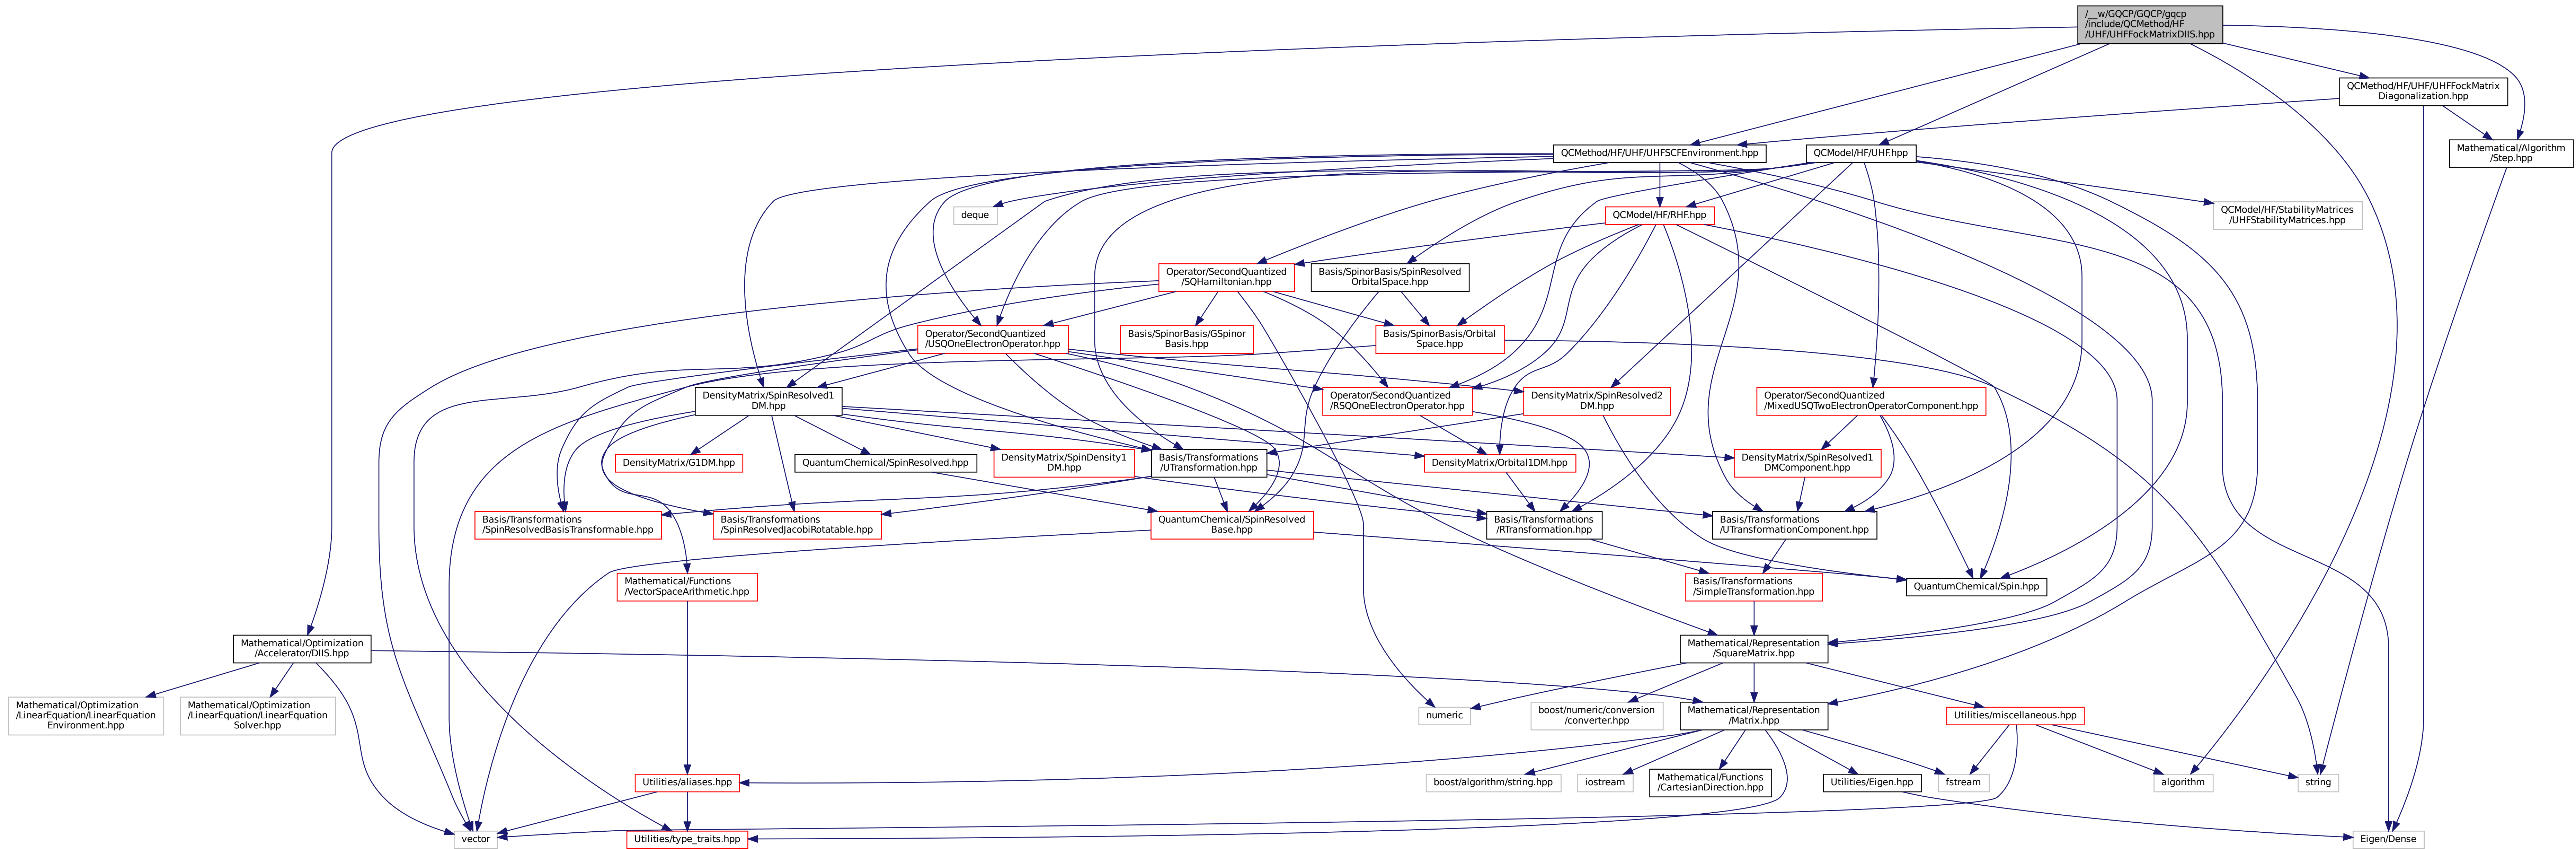 /__w/GQCP/GQCP/gqcp
/include/QCMethod/HF
/UHF/UHFFockMatrixDIIS.hpp
QCMethod/HF/UHF/UHFFockMatrix
Diagonalization.hpp
QCMethod/HF/UHF/UHFSCFEnvironment.hpp
QCModel/HF/UHF.hpp
Mathematical/Algorithm
/Step.hpp
deque
QCModel/HF/RHF.hpp
QCModel/HF/StabilityMatrices
/UHFStabilityMatrices.hpp
Operator/SecondQuantized
/SQHamiltonian.hpp
Basis/SpinorBasis/SpinResolved
OrbitalSpace.hpp
Operator/SecondQuantized
/USQOneElectronOperator.hpp
Basis/SpinorBasis/GSpinor
Basis.hpp
Basis/SpinorBasis/Orbital
Space.hpp
DensityMatrix/SpinResolved1
DM.hpp
Operator/SecondQuantized
/RSQOneElectronOperator.hpp
DensityMatrix/SpinResolved2
DM.hpp
Operator/SecondQuantized
/MixedUSQTwoElectronOperatorComponent.hpp
DensityMatrix/G1DM.hpp
QuantumChemical/SpinResolved.hpp
DensityMatrix/SpinDensity1
DM.hpp
Basis/Transformations
/UTransformation.hpp
DensityMatrix/Orbital1DM.hpp
DensityMatrix/SpinResolved1
DMComponent.hpp
Basis/Transformations
/SpinResolvedBasisTransformable.hpp
Basis/Transformations
/SpinResolvedJacobiRotatable.hpp
QuantumChemical/SpinResolved
Base.hpp
Basis/Transformations
/RTransformation.hpp
Basis/Transformations
/UTransformationComponent.hpp
Mathematical/Functions
/VectorSpaceArithmetic.hpp
Basis/Transformations
/SimpleTransformation.hpp
QuantumChemical/Spin.hpp
Mathematical/Optimization
/Accelerator/DIIS.hpp
Mathematical/Representation
/SquareMatrix.hpp
Mathematical/Optimization
/LinearEquation/LinearEquation
Environment.hpp
Mathematical/Optimization
/LinearEquation/LinearEquation
Solver.hpp
numeric
boost/numeric/conversion
/converter.hpp
Mathematical/Representation
/Matrix.hpp
Utilities/miscellaneous.hpp
Utilities/aliases.hpp
boost/algorithm/string.hpp
iostream
Mathematical/Functions
/CartesianDirection.hpp
Utilities/Eigen.hpp
fstream
algorithm
string
vector
Utilities/type_traits.hpp
Eigen/Dense